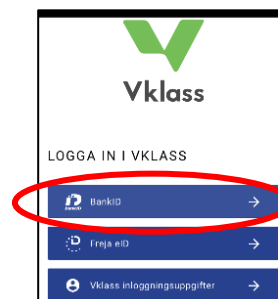 Vklass
LOGGA IN I VKLASS
BankID
Freja eID
Vklass inloggningsuppgifter